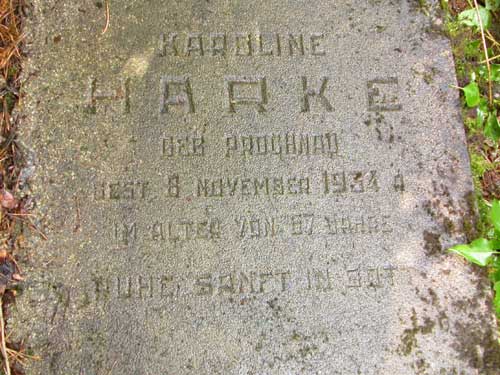 KAROLINE
HARKE
GEB PROCHNAU
GEST 8 NOVEMBER 1934
IM ALTER VON 67 JAHRE
RUHE SANFT IN GOTT